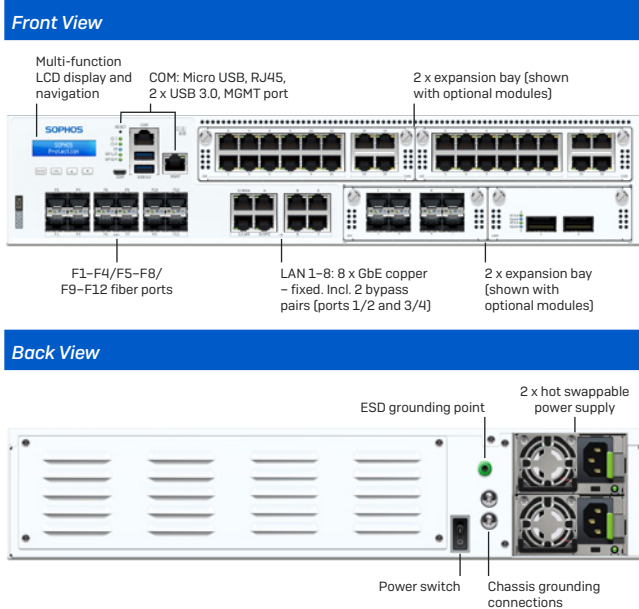 Front View
Multi-function
LCD display and
navigation
COM: Micro USB, RJ45,
2 x USB 3.0, MGMT port
2 x expansion bay (shown
with optional modules)
SOPHOS
SOPHOS
Protection
F1–F4/F5–F8/
F9–F12 fiber ports
LAN 1–8: 8 x GbE copper
– fixed. Incl. 2 bypass
pairs (ports 1/2 and 3/4)
2 x expansion bay
(shown with
optional modules)
Back View
2 x hot swappable
power supply
ESD grounding point
Power switch
Chassis grounding
connections